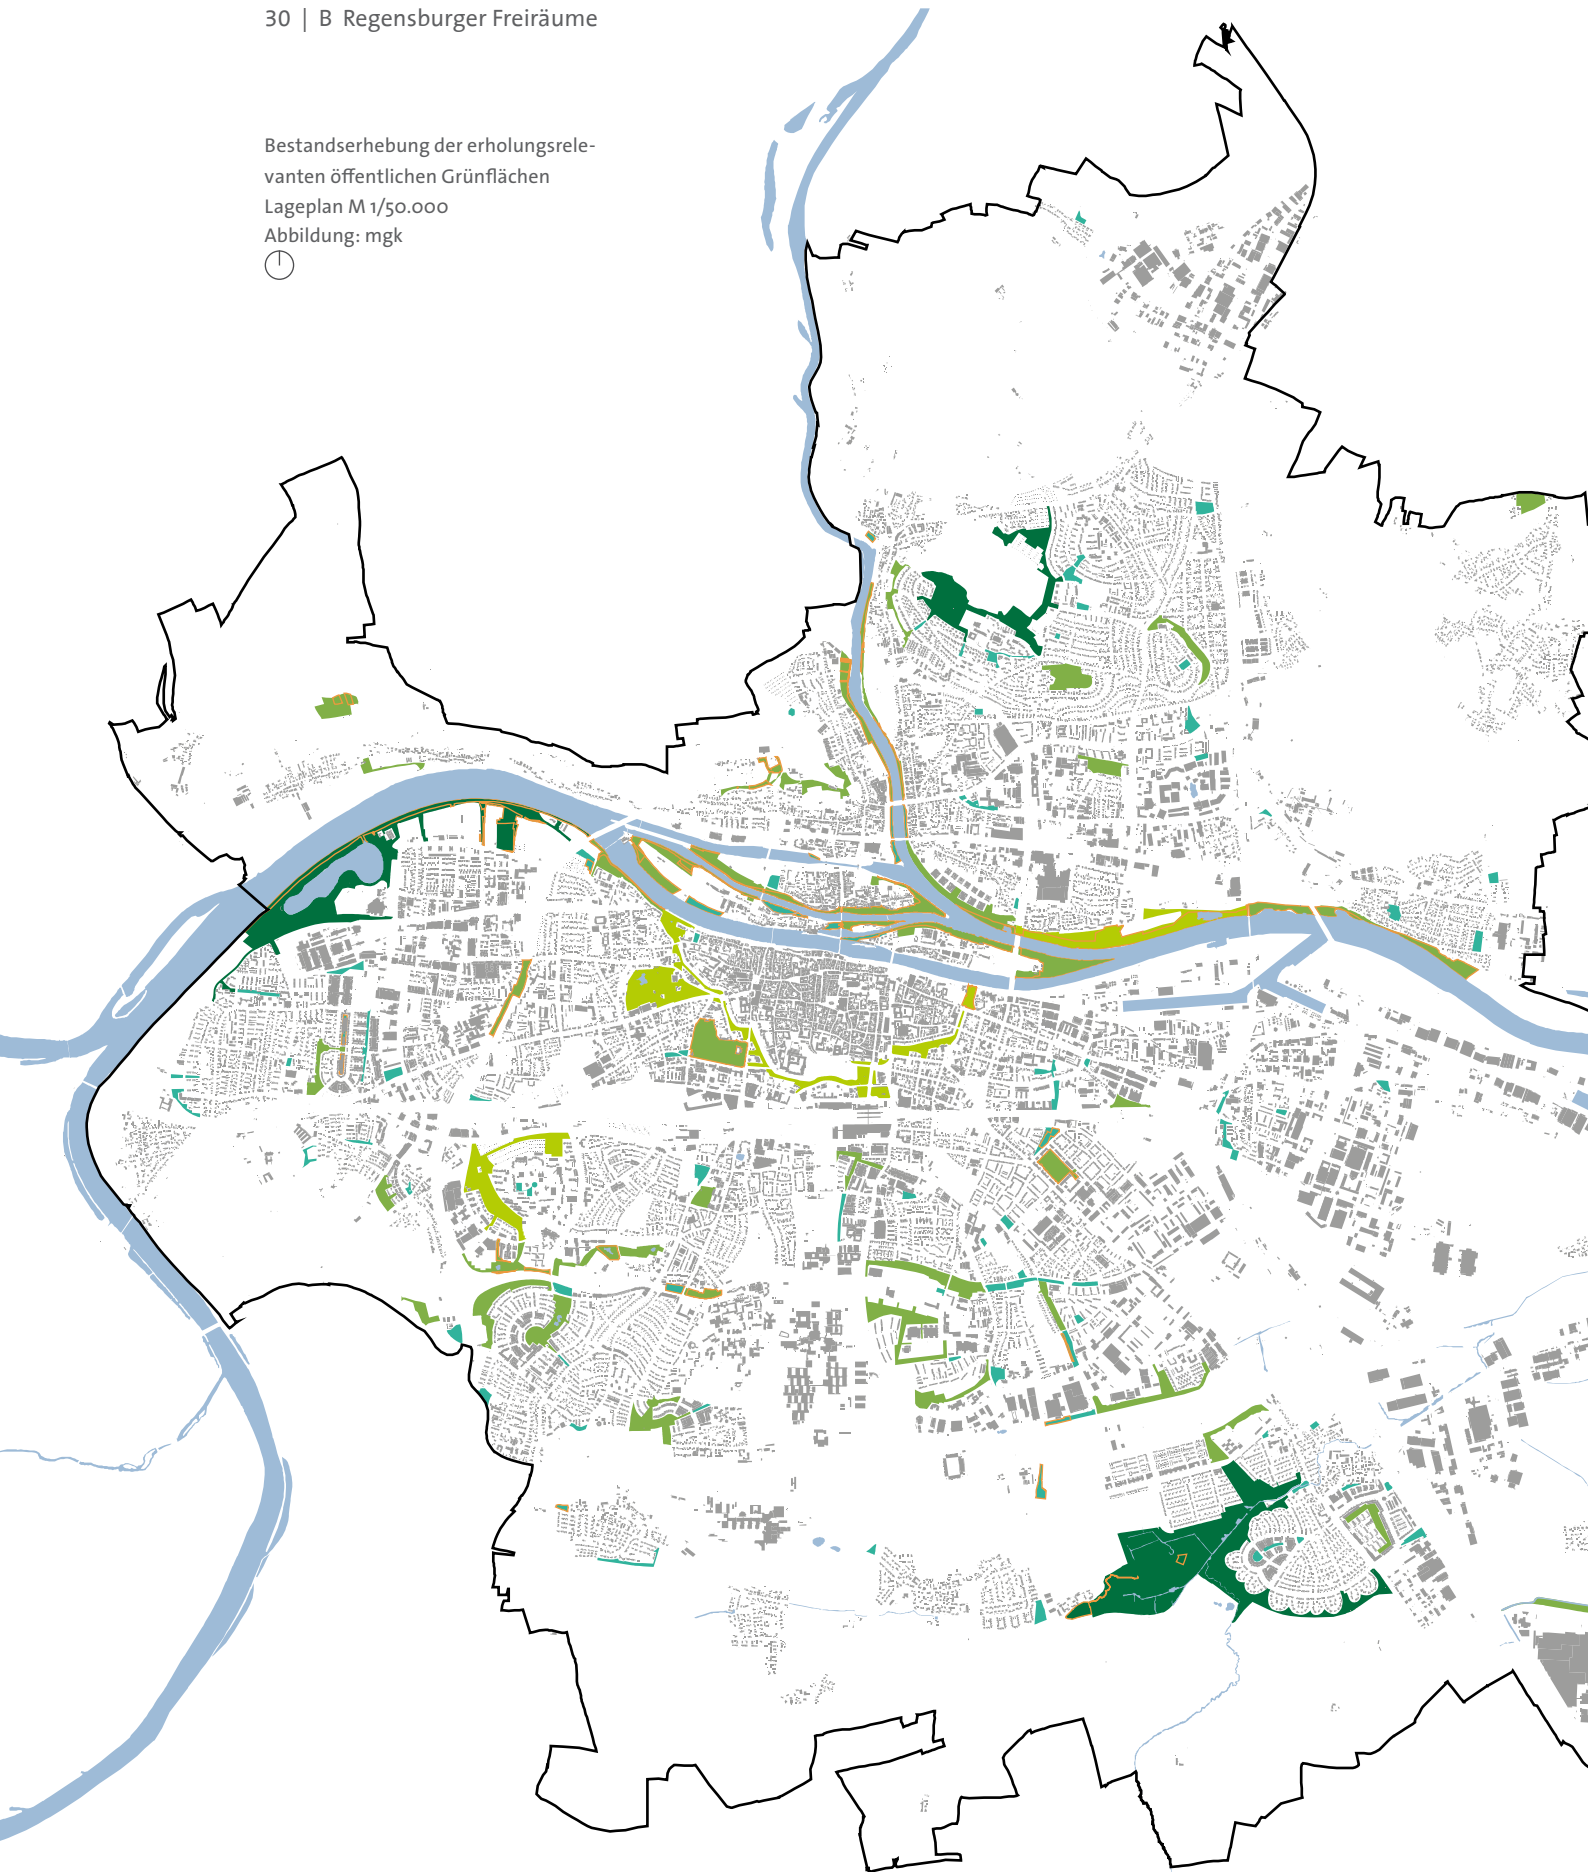 30 | B Regensburger Freiräume
Bestandserhebung der erholungsrele-
vanten öffentlichen Grünflächen
Lageplan M 1/50.000
Abbildung: mgk